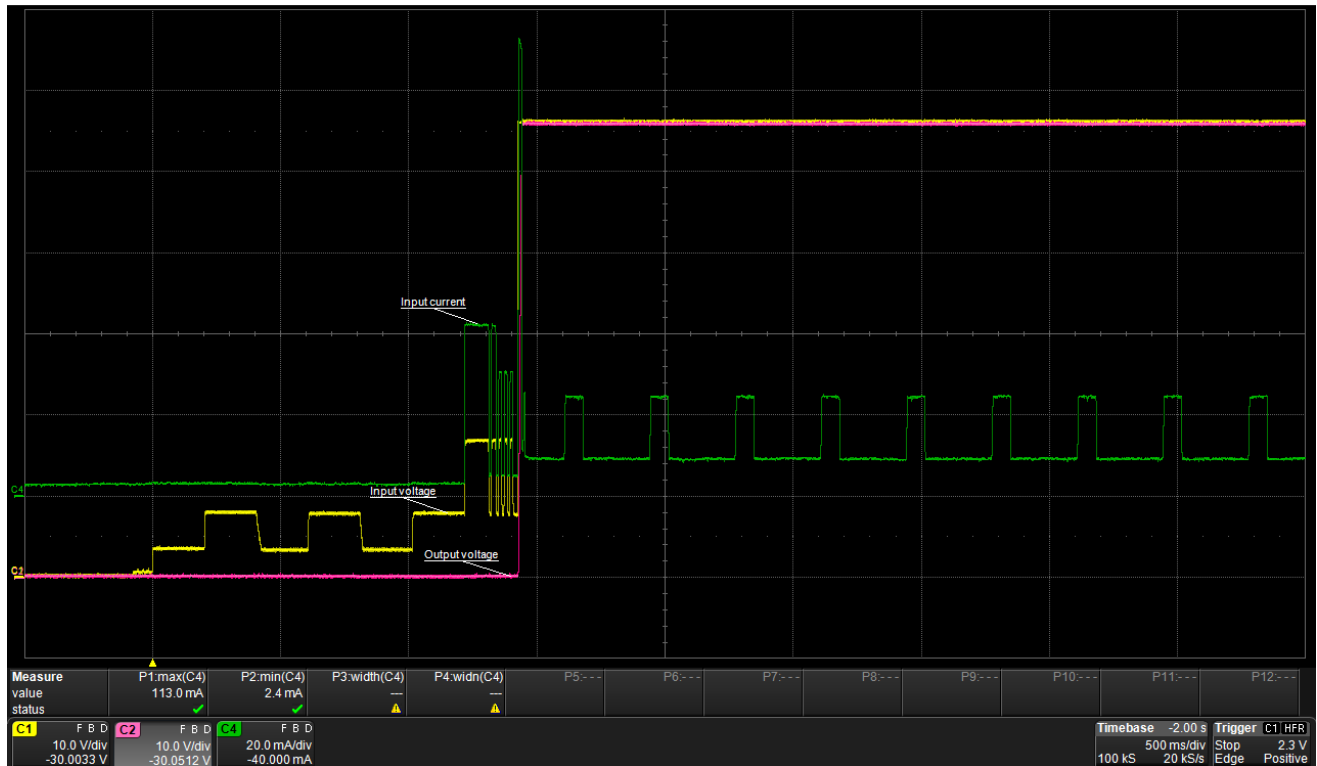 Input current
C4
Input voltage
Output voltage
Measure P1:max(C4) P2:min(C4) P3:width(C4) P4:widn(C4) P5:- - - P6:- - - P7:- - - P8:- - - P9:- - - P10:- - - P11:- - - P12:- - -
value 113.0 mA 2.4 mA --- ---
status
C1 F B D C2 F B D C4 F B D Timebase -2.00 s Trigger C1 HFR
10.0 V/div 10.0 V/div 20.0 mA/div 500 ms/div Stop 2.3 V
-30.0033 V -30.0512 V -40.000 mA 100 kS 20 kS/s Edge Positive